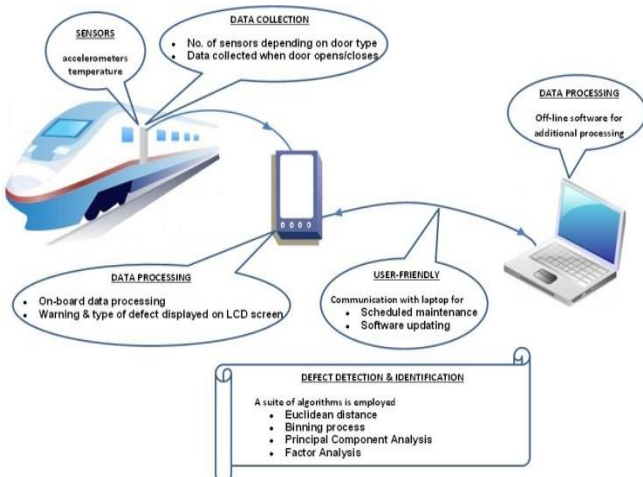 SENSORS
accelerometers
temperature
DATA COLLECTION
• No. of sensors depending on door type
• Data collected when door opens/closes
DATA PROCESSING
Off-line software for
additional processing
DATA PROCESSING
• On-board data processing
• Warning & type of defect displayed on LCD screen
USER-FRIENDLY
Communication with laptop for
• Scheduled maintenance
• Software updating
DEFECT DETECTION & IDENTIFICATION
A suite of algorithms is employed
• Euclidean distance
• Binning process
• Principal Component Analysis
• Factor Analysis